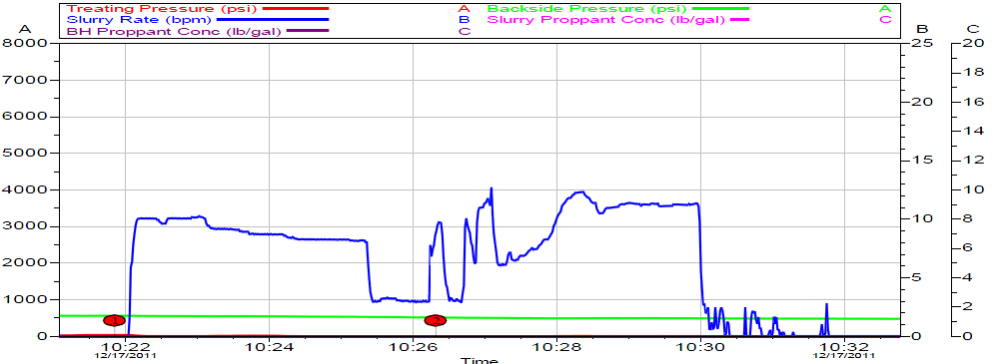 Treating Pressure (psi) A Backside Pressure (psi) A
Slurry Rate (bpm) B Slurry Proppant Conc (lb/gal) C
BH Proppant Conc (lb/gal) C
A B C
8000 25 20
7000 18
6000 20 16
5000 15 14
12
4000 10
3000 10 8
6
2000 5 4
1000 2
1 2
0 0 0
10:22 10:24 10:26 10:28 10:30 10:32
12/17/2011 12/17/2011
Time